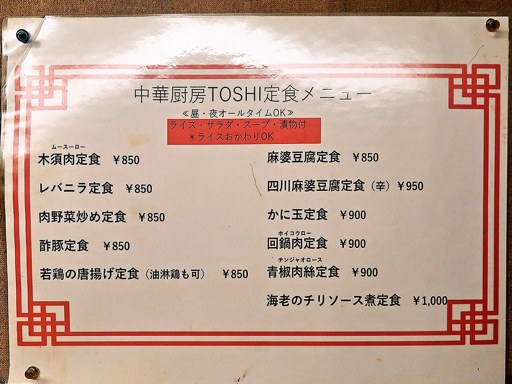 中華厨房TOSHI定食メニュー
≪昼・夜オールタイムOK≫
ライス・サラダ・スープ・漬物付
＊ライスおかわりOK
ムースーロー
木須肉定食 ¥850
レバニラ定食 ¥850
肉野菜炒め定食 ¥850
酢豚定食 ¥850
若鶏の唐揚げ定食（油淋鶏も可） ¥850
麻婆豆腐定食 ¥850
四川麻婆豆腐定食（辛）¥950
かに玉定食 ¥900
ホイコウロー
回鍋肉定食 ¥900
チンジャオロース
青椒肉絲定食 ¥900
海老のチリソース煮定食 ¥1,000